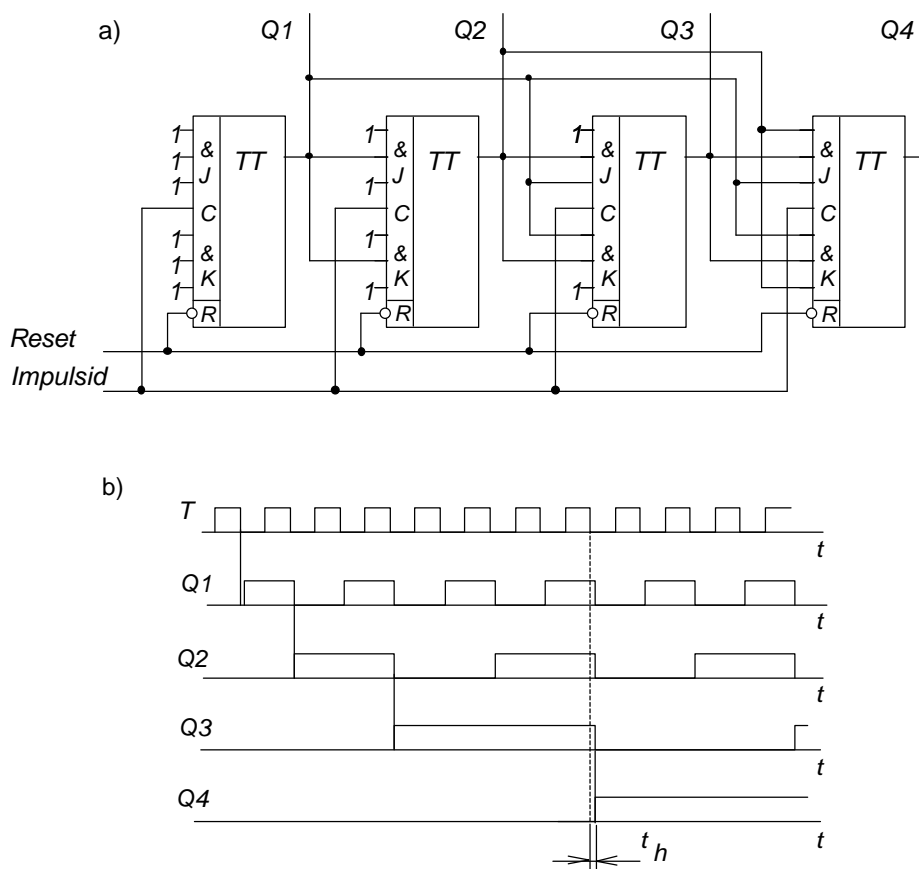 a)
Q1 Q2 Q3 Q4
1 1 1
& TT & TT & TT & TT
1 1
J J J J
1 1
C C C C
1 1
& & & &
1
K K K K
1 1 1
R R R R
Reset
Impulsid
b)
T
t
Q1
t
Q2
t
Q3
t
Q4
t
t h